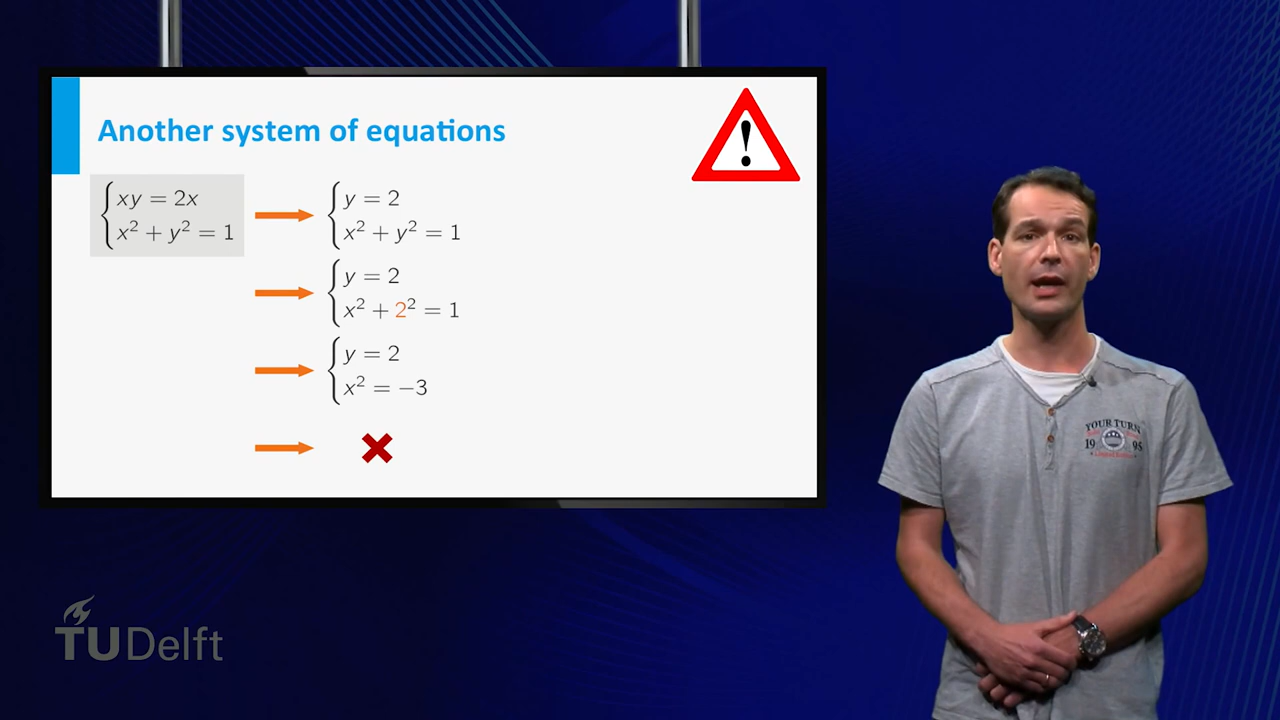 Another system of equations
{ xy = 2x
x² + y² = 1
{ y = 2
x² + y² = 1
{ y = 2
x² + 2² = 1
{ y = 2
x² = −3
!
YOUR TURN
19 95
TU Delft